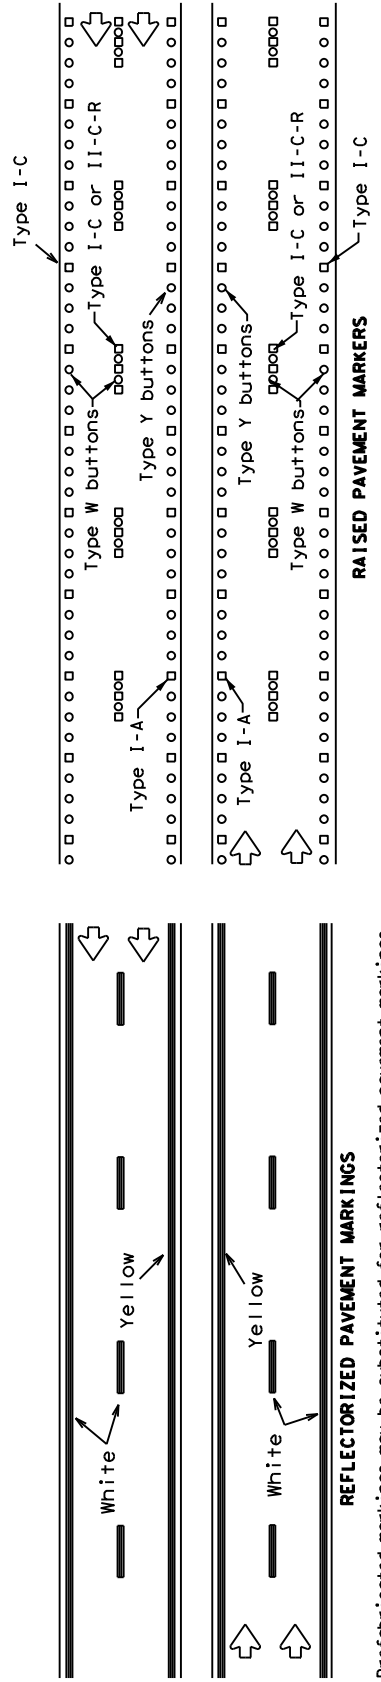 White
Yellow
Yellow
White
REFLECTORIZED PAVEMENT MARKINGS
Prefabricated markings may be substituted for reflectorized pavement markings
Type I-C
Type W buttons
Type I-C or II-C-R
Type I-A
Type Y buttons
Type I-A
Type Y buttons
Type W buttons
Type I-C or II-C-R
Type I-C
RAISED PAVEMENT MARKERS